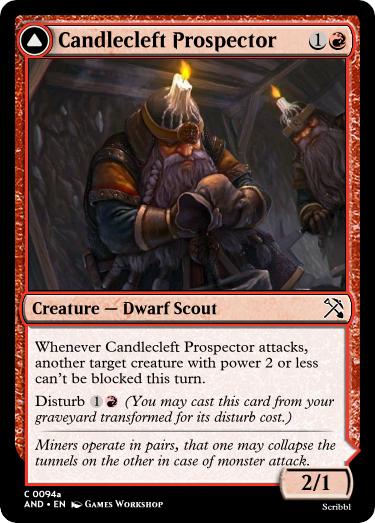 Candlecleft Prospector 1
Creature — Dwarf Scout
Whenever Candlecleft Prospector attacks,
another target creature with power 2 or less
can't be blocked this turn.
Disturb 1 (You may cast this card from your
graveyard transformed for its disturb cost.)
Miners operate in pairs, that one may collapse the
tunnels on the other in case of monster attack.
2/1
C 0094a
AND • EN Games Workshop
Scribbl